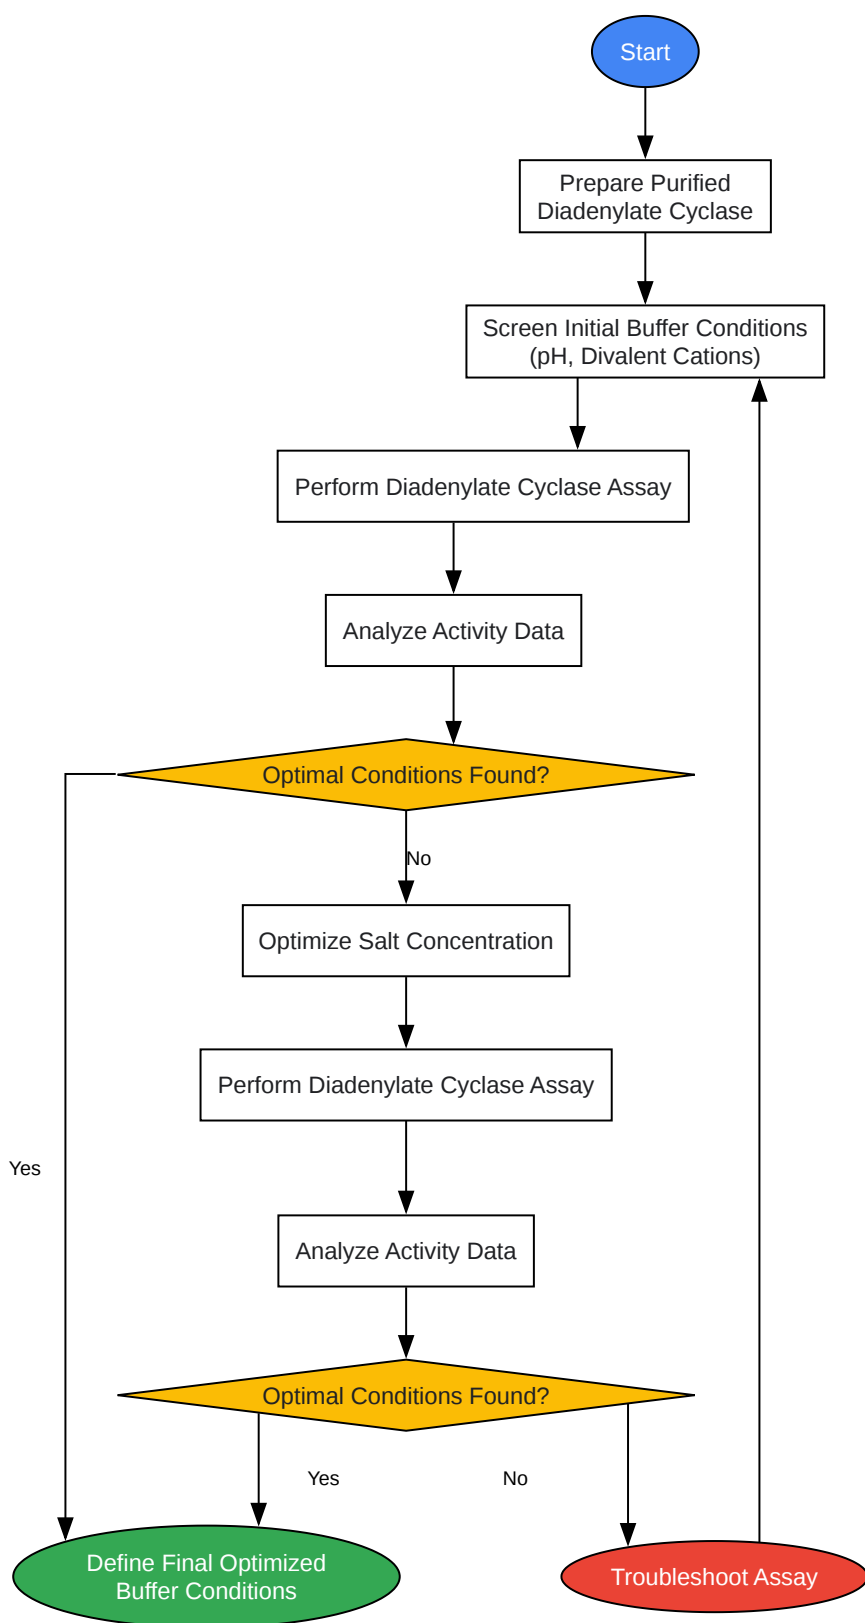 Start
Prepare Purified
Diadenylate Cyclase
Screen Initial Buffer Conditions
(pH, Divalent Cations)
Perform Diadenylate Cyclase Assay
Analyze Activity Data
Optimal Conditions Found?
No
Optimize Salt Concentration
Perform Diadenylate Cyclase Assay
Yes
Analyze Activity Data
Optimal Conditions Found?
Yes
No
Define Final Optimized
Buffer Conditions
Troubleshoot Assay